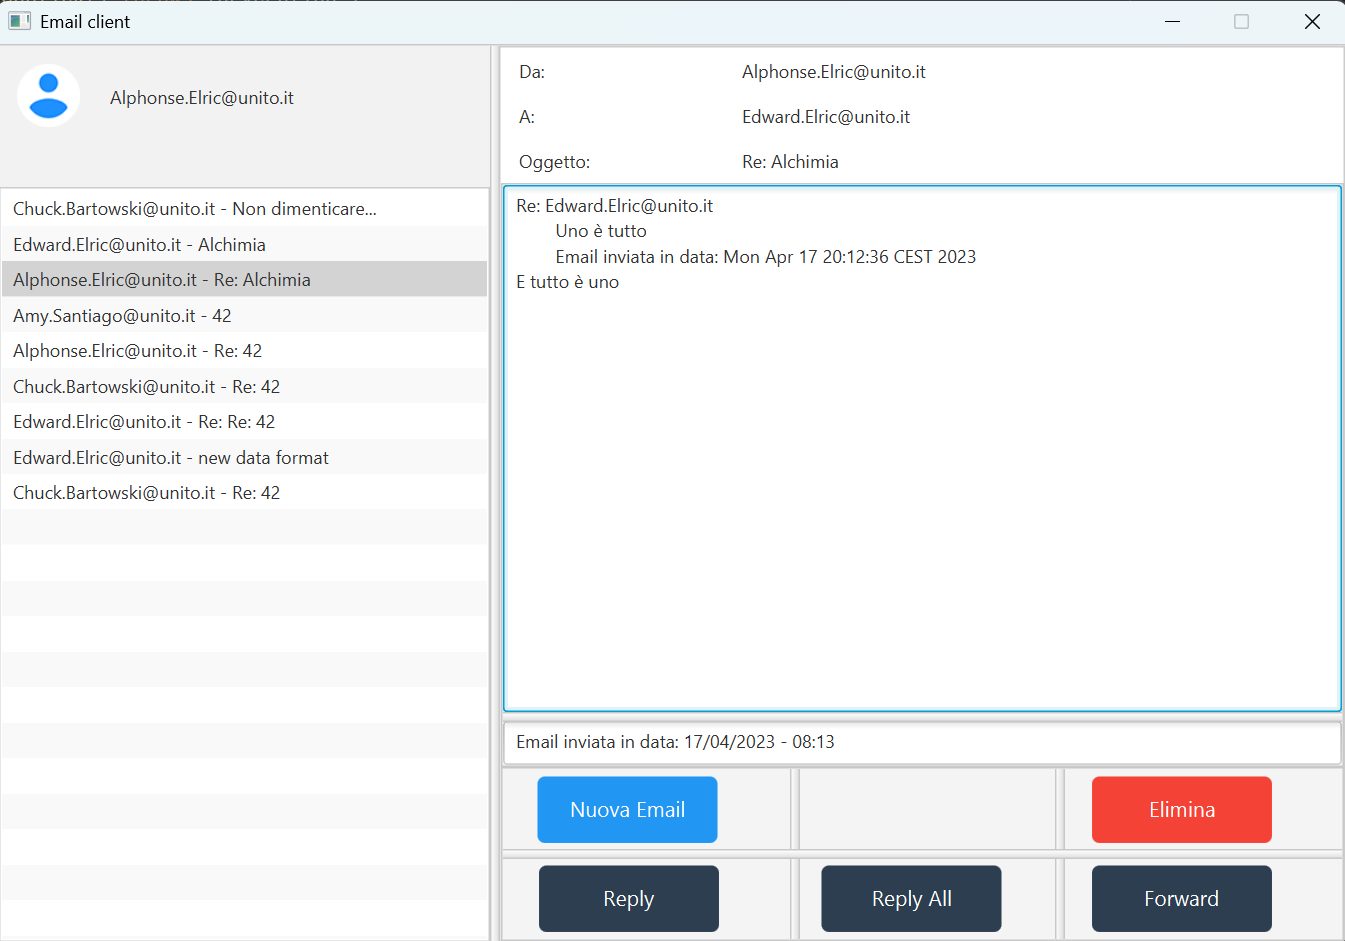 Email client
Alphonse.Elric@unito.it
Chuck.Bartowski@unito.it - Non dimenticare...
Edward.Elric@unito.it - Alchimia
Alphonse.Elric@unito.it - Re: Alchimia
Amy.Santiago@unito.it - 42
Alphonse.Elric@unito.it - Re: 42
Chuck.Bartowski@unito.it - Re: 42
Edward.Elric@unito.it - Re: Re: 42
Edward.Elric@unito.it - new data format
Chuck.Bartowski@unito.it - Re: 42
Da: Alphonse.Elric@unito.it
A: Edward.Elric@unito.it
Oggetto: Re: Alchimia
Re: Edward.Elric@unito.it
Uno è tutto
Email inviata in data: Mon Apr 17 20:12:36 CEST 2023
E tutto è uno
Email inviata in data: 17/04/2023 - 08:13
Nuova Email
Elimina
Reply
Reply All
Forward